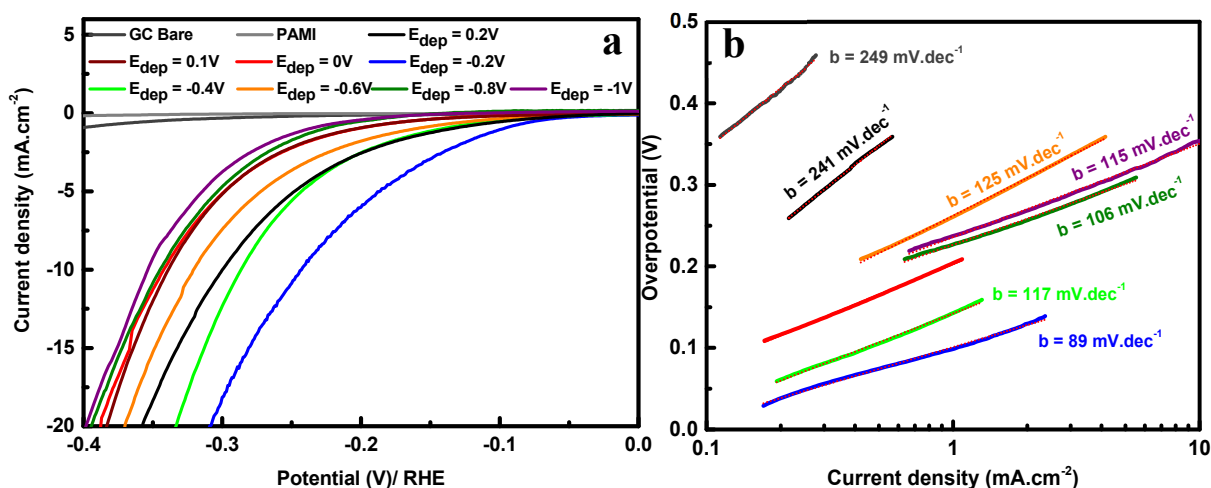 GC Bare PAMI E_dep = 0.2V
E_dep = 0.1V E_dep = 0V E_dep = -0.2V
E_dep = -0.4V E_dep = -0.6V E_dep = -0.8V E_dep = -1V
a
0
-5
-10
-15
-20
Current density (mA.cm⁻²)
-0.4 -0.3 -0.2 -0.1 0.0
Potential (V)/ RHE
b
0.5
0.4
0.3
0.2
0.1
0.0
Overpotential (V)
b = 249 mV.dec⁻¹
b = 241 mV.dec⁻¹
b = 125 mV.dec⁻¹
b = 115 mV.dec⁻¹
b = 106 mV.dec⁻¹
b = 117 mV.dec⁻¹
b = 89 mV.dec⁻¹
0.1 1 10
Current density (mA.cm⁻²)